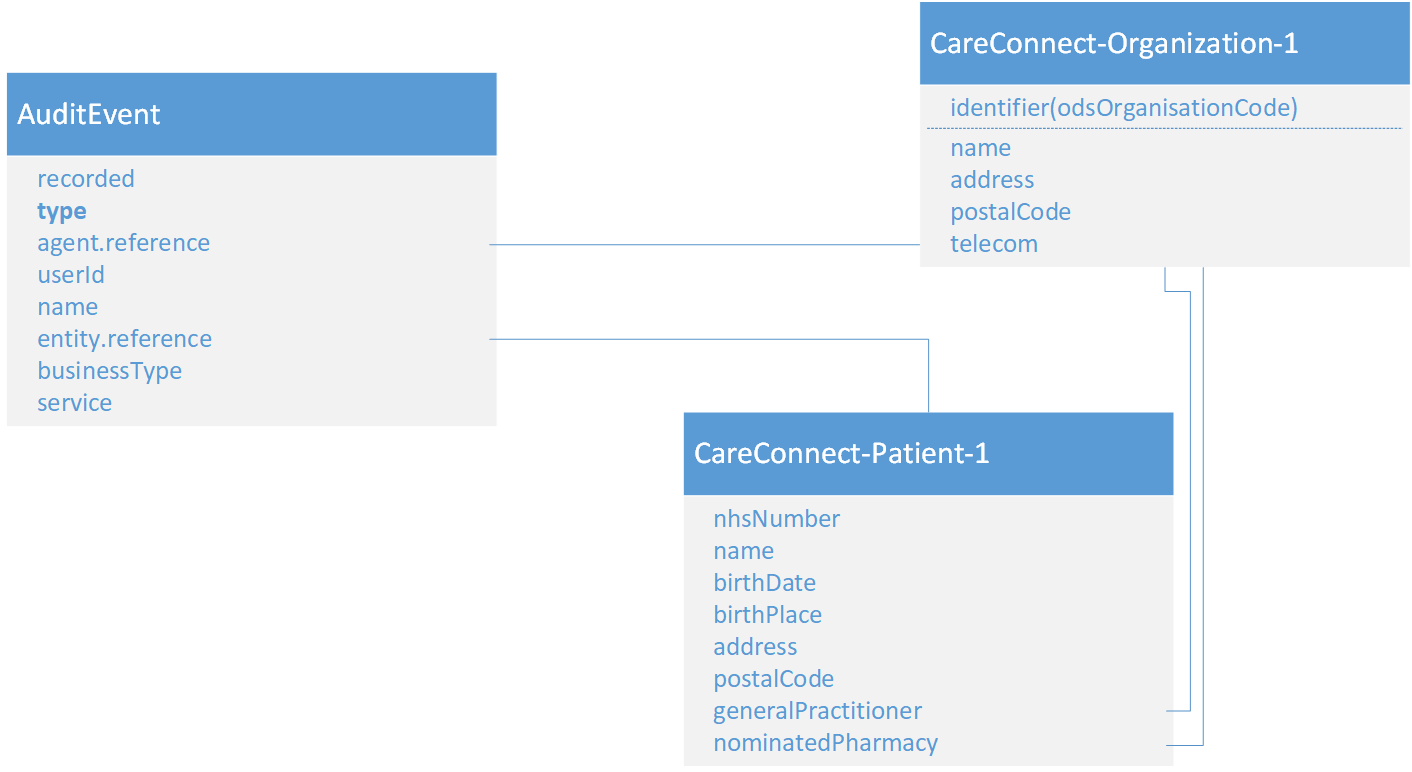 AuditEvent
recorded
type
agent.reference
userId
name
entity.reference
businessType
service
CareConnect-Organization-1
identifier(odsOrganisationCode)
name
address
postalCode
telecom
CareConnect-Patient-1
nhsNumber
name
birthDate
birthPlace
address
postalCode
generalPractitioner
nominatedPharmacy